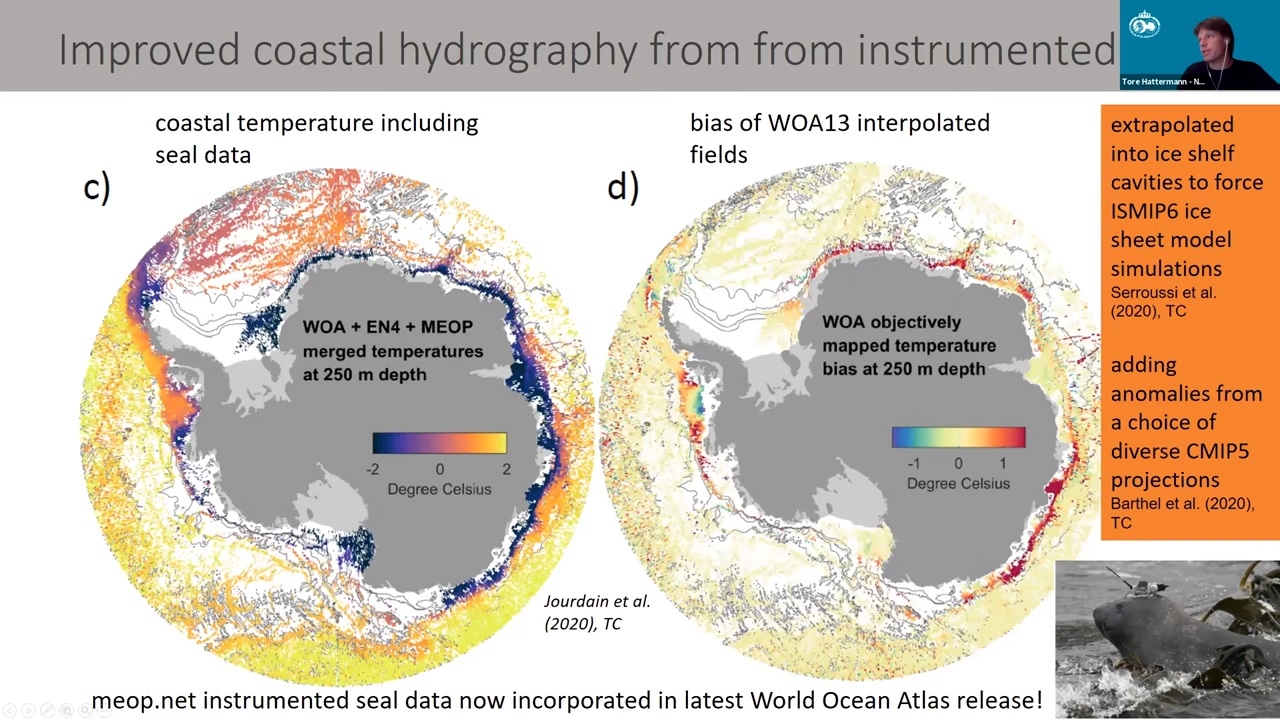 Improved coastal hydrography from from instrumented
Tore Hattermann - N...
coastal temperature including
seal data
bias of WOA13 interpolated
fields
c)
d)
WOA + EN4 + MEOP
merged temperatures
at 250 m depth
-2 0 2
Degree Celsius
WOA objectively
mapped temperature
bias at 250 m depth
-1 0 1
Degree Celsius
Jourdain et al.
(2020), TC
extrapolated
into ice shelf
cavities to force
ISMIP6 ice
sheet model
simulations
Serroussi et al.
(2020), TC
adding
anomalies from
a choice of
diverse CMIP5
projections
Barthel et al. (2020),
TC
meop.net instrumented seal data now incorporated in latest World Ocean Atlas release!